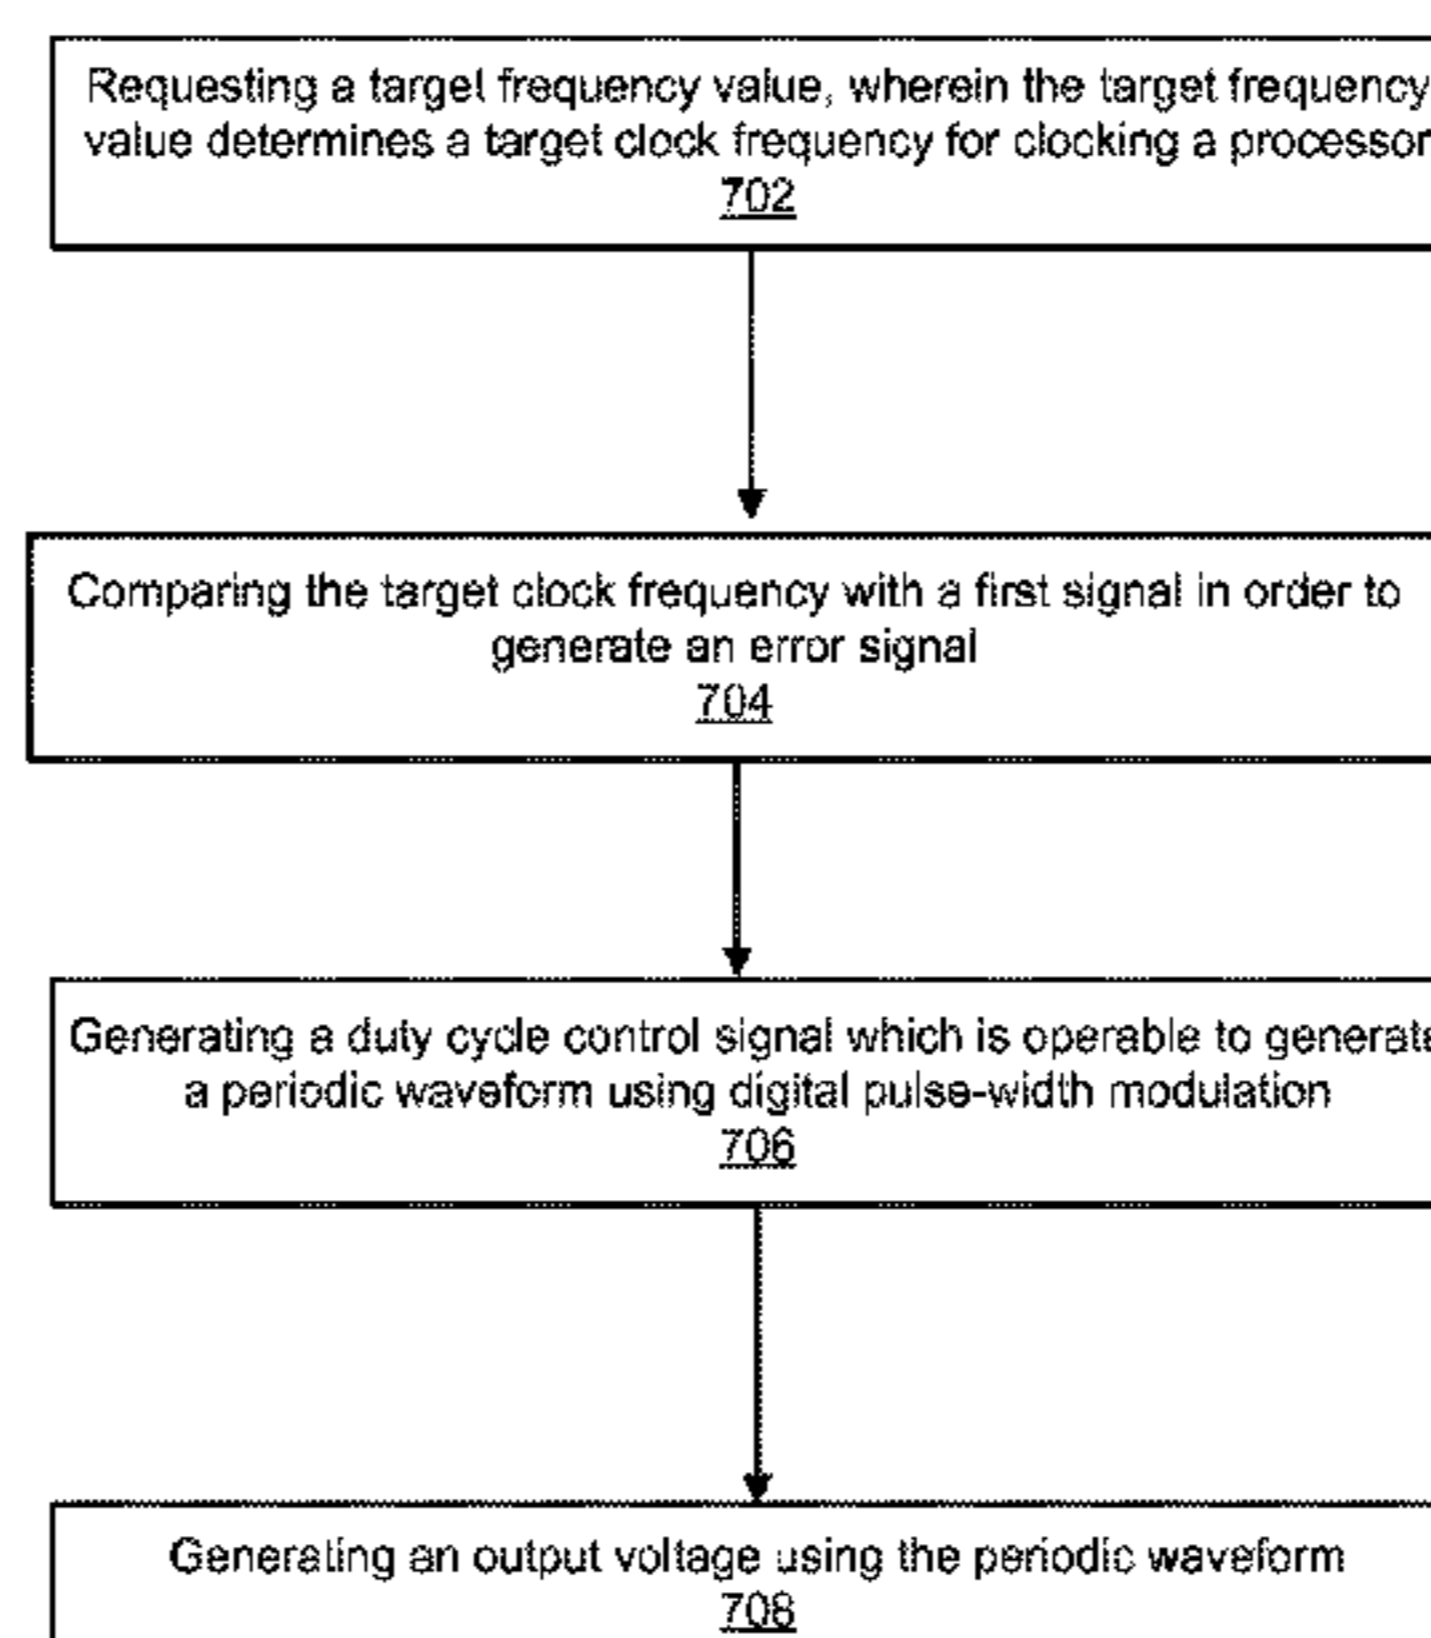 Requesting a target frequency value, wherein the target frequency
value determines a target clock frequency for clocking a processor
702
Comparing the target clock frequency with a first signal in order to
generate an error signal
704
Generating a duty cycle control signal which is operable to generate
a periodic waveform using digital pulse-width modulation
706
Generating an output voltage using the periodic waveform
708